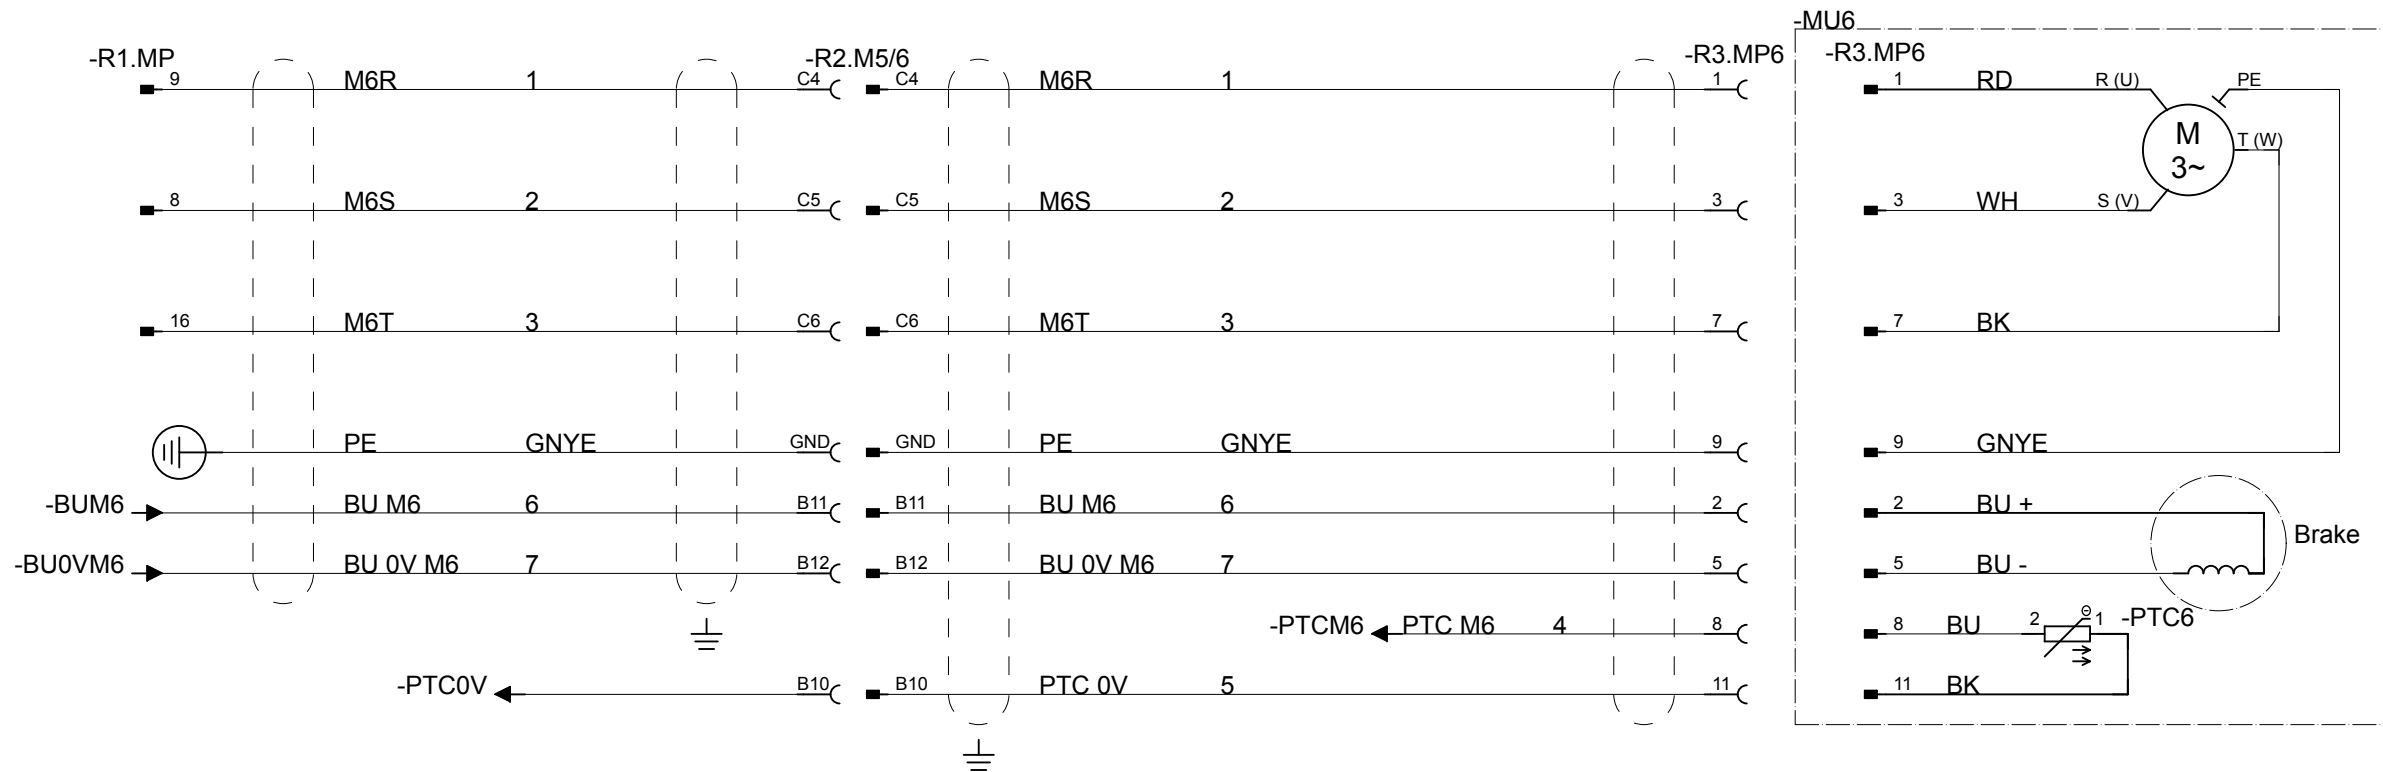 -MU6
-R1.MP -R2.M5/6 -R3.MP6 -R3.MP6
9 M6R 1 C4 C4 M6R 1 1 1 RD R (U) PE
M
3~
T (W)
8 M6S 2 C5 C5 M6S 2 3 3 WH S (V)
16 M6T 3 C6 C6 M6T 3 7 7 BK
PE GNYE GND GND PE GNYE 9 9 GNYE
-BUM6 BU M6 6 B11 B11 BU M6 6 2 2 BU +
Brake
-BU0VM6 BU 0V M6 7 B12 B12 BU 0V M6 7 5 5 BU -
-PTCM6 PTC M6 4 8 8 BU 2 1 -PTC6
-PTC0V B10 B10 PTC 0V 5 11 11 BK